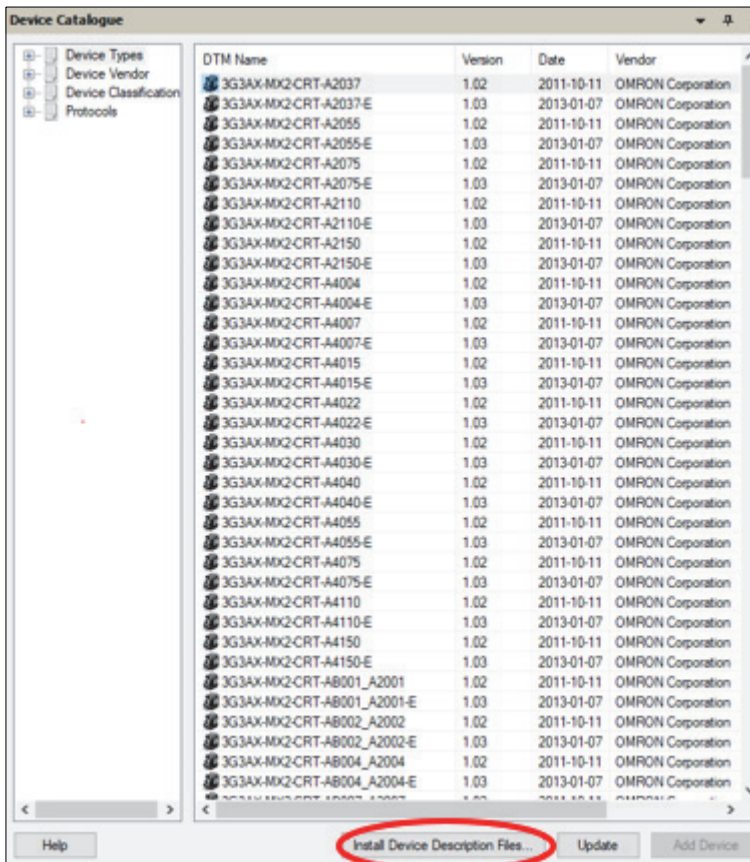 Device Catalogue
Device Types
Device Vendor
Device Classification
Protocols
DTM Name Version Date Vendor
3G3AX-MX2-CRT-A2037 1.02 2011-10-11 OMRON Corporation
3G3AX-MX2-CRT-A2037-E 1.03 2013-01-07 OMRON Corporation
3G3AX-MX2-CRT-A2055 1.02 2011-10-11 OMRON Corporation
3G3AX-MX2-CRT-A2055-E 1.03 2013-01-07 OMRON Corporation
3G3AX-MX2-CRT-A2075 1.02 2011-10-11 OMRON Corporation
3G3AX-MX2-CRT-A2075-E 1.03 2013-01-07 OMRON Corporation
3G3AX-MX2-CRT-A2110 1.02 2011-10-11 OMRON Corporation
3G3AX-MX2-CRT-A2110-E 1.03 2013-01-07 OMRON Corporation
3G3AX-MX2-CRT-A2150 1.02 2011-10-11 OMRON Corporation
3G3AX-MX2-CRT-A2150-E 1.03 2013-01-07 OMRON Corporation
3G3AX-MX2-CRT-A4004 1.02 2011-10-11 OMRON Corporation
3G3AX-MX2-CRT-A4004-E 1.03 2013-01-07 OMRON Corporation
3G3AX-MX2-CRT-A4007 1.02 2011-10-11 OMRON Corporation
3G3AX-MX2-CRT-A4007-E 1.03 2013-01-07 OMRON Corporation
3G3AX-MX2-CRT-A4015 1.02 2011-10-11 OMRON Corporation
3G3AX-MX2-CRT-A4015-E 1.03 2013-01-07 OMRON Corporation
3G3AX-MX2-CRT-A4022 1.02 2011-10-11 OMRON Corporation
3G3AX-MX2-CRT-A4022-E 1.03 2013-01-07 OMRON Corporation
3G3AX-MX2-CRT-A4030 1.02 2011-10-11 OMRON Corporation
3G3AX-MX2-CRT-A4030-E 1.03 2013-01-07 OMRON Corporation
3G3AX-MX2-CRT-A4040 1.02 2011-10-11 OMRON Corporation
3G3AX-MX2-CRT-A4040-E 1.03 2013-01-07 OMRON Corporation
3G3AX-MX2-CRT-A4055 1.02 2011-10-11 OMRON Corporation
3G3AX-MX2-CRT-A4055-E 1.03 2013-01-07 OMRON Corporation
3G3AX-MX2-CRT-A4075 1.02 2011-10-11 OMRON Corporation
3G3AX-MX2-CRT-A4075-E 1.03 2013-01-07 OMRON Corporation
3G3AX-MX2-CRT-A4110 1.02 2011-10-11 OMRON Corporation
3G3AX-MX2-CRT-A4110-E 1.03 2013-01-07 OMRON Corporation
3G3AX-MX2-CRT-A4150 1.02 2011-10-11 OMRON Corporation
3G3AX-MX2-CRT-A4150-E 1.03 2013-01-07 OMRON Corporation
3G3AX-MX2-CRT-AB001_A2001 1.02 2011-10-11 OMRON Corporation
3G3AX-MX2-CRT-AB001_A2001-E 1.03 2013-01-07 OMRON Corporation
3G3AX-MX2-CRT-AB002_A2002 1.02 2011-10-11 OMRON Corporation
3G3AX-MX2-CRT-AB002_A2002-E 1.03 2013-01-07 OMRON Corporation
3G3AX-MX2-CRT-AB004_A2004 1.02 2011-10-11 OMRON Corporation
3G3AX-MX2-CRT-AB004_A2004-E 1.03 2013-01-07 OMRON Corporation
Help Install Device Description Files... Update Add Device